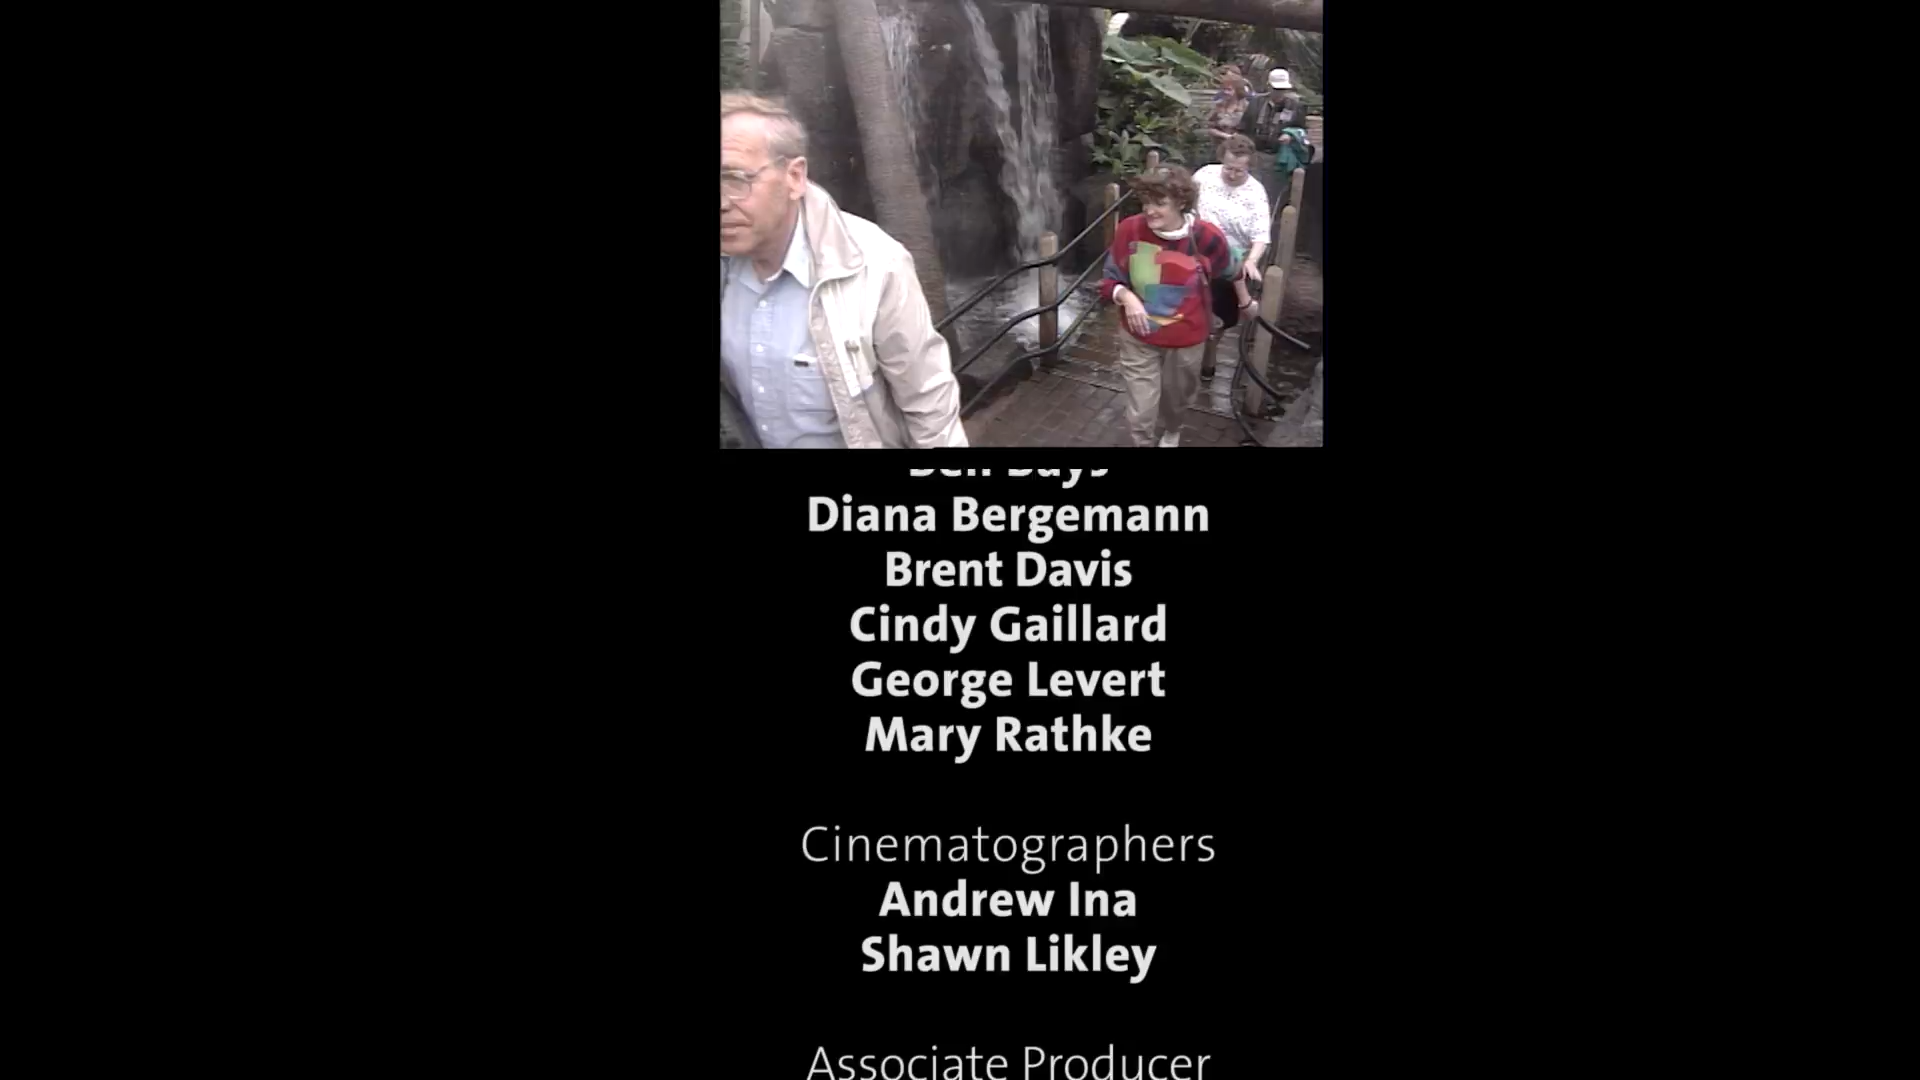 Diana Bergemann
Brent Davis
Cindy Gaillard
George Levert
Mary Rathke
Cinematographers
Andrew Ina
Shawn Likley
Associate Producer